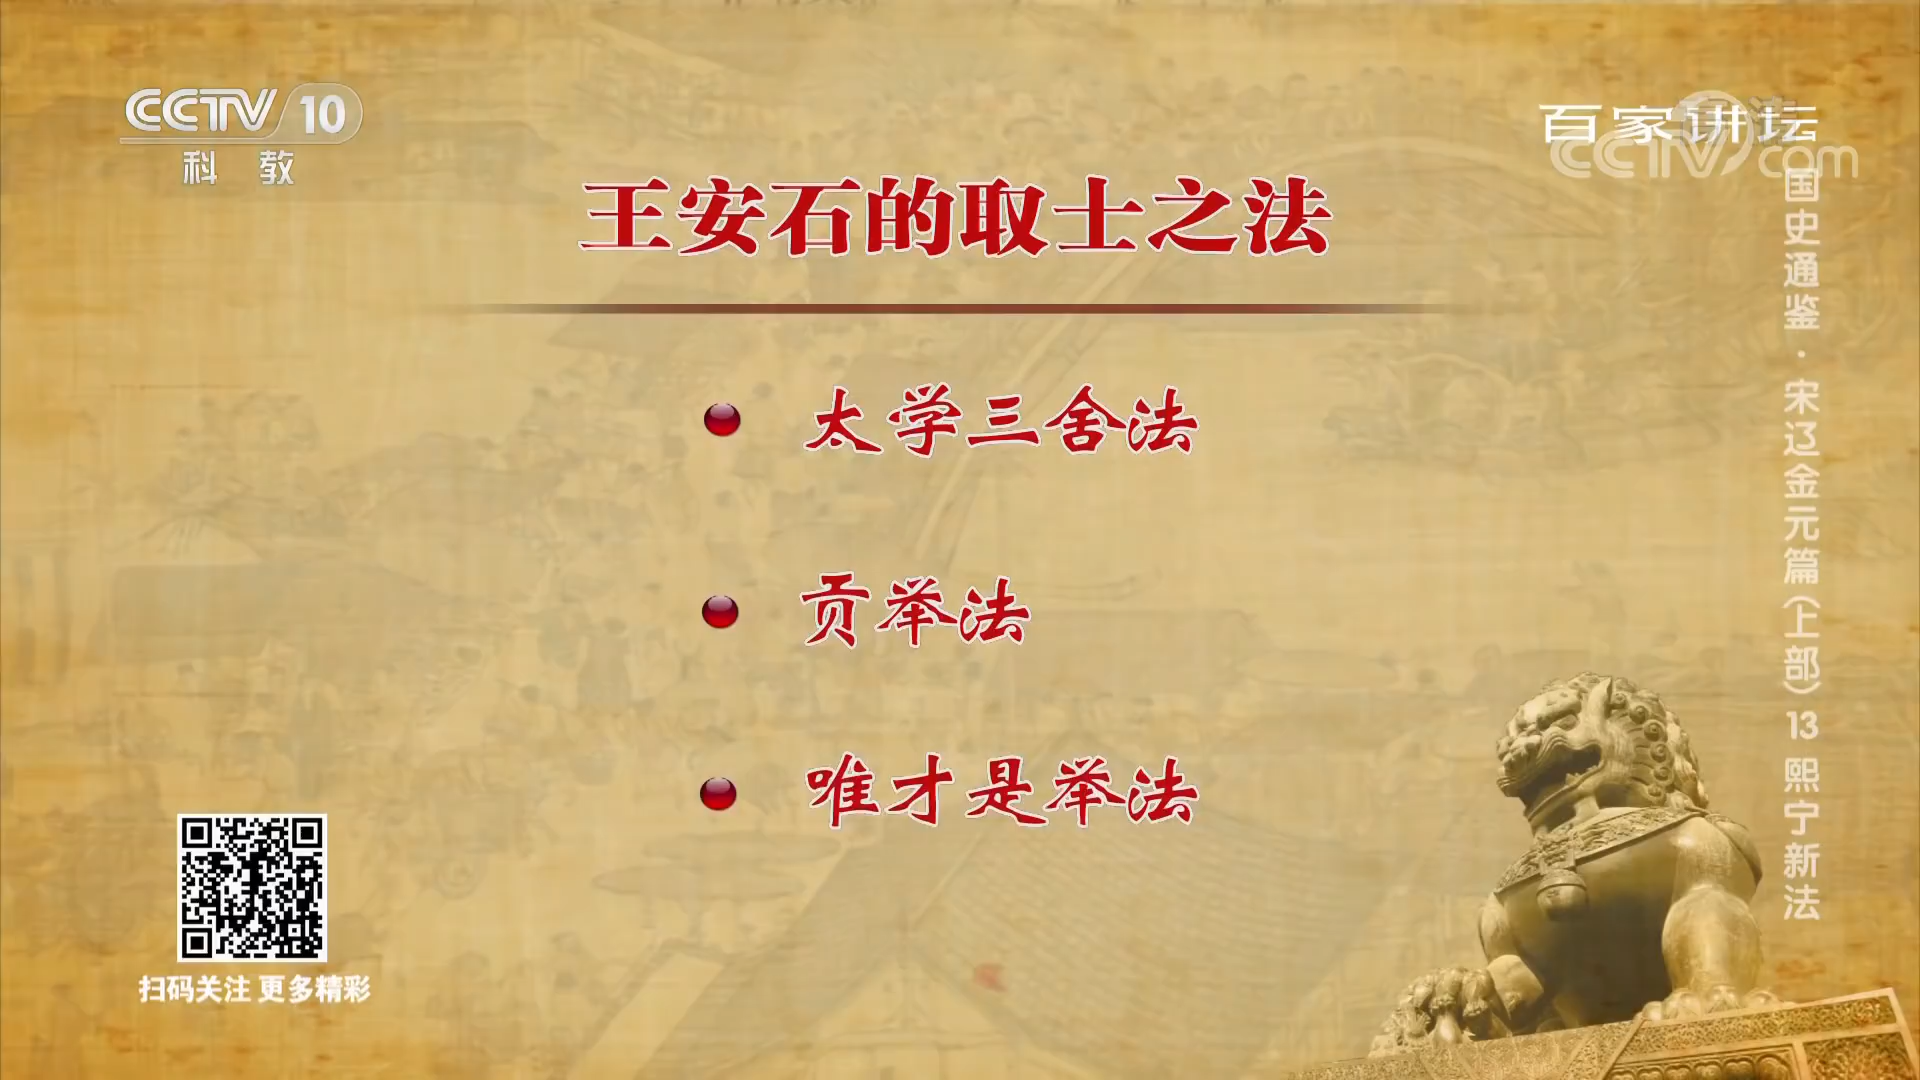 CCTV 10
科 教
百家讲坛
CCTV.com
王安石的取士之法
太学三舍法
贡举法
唯才是举法
国史通鉴·宋辽金元篇(上部) 13 熙宁新法
扫码关注 更多精彩